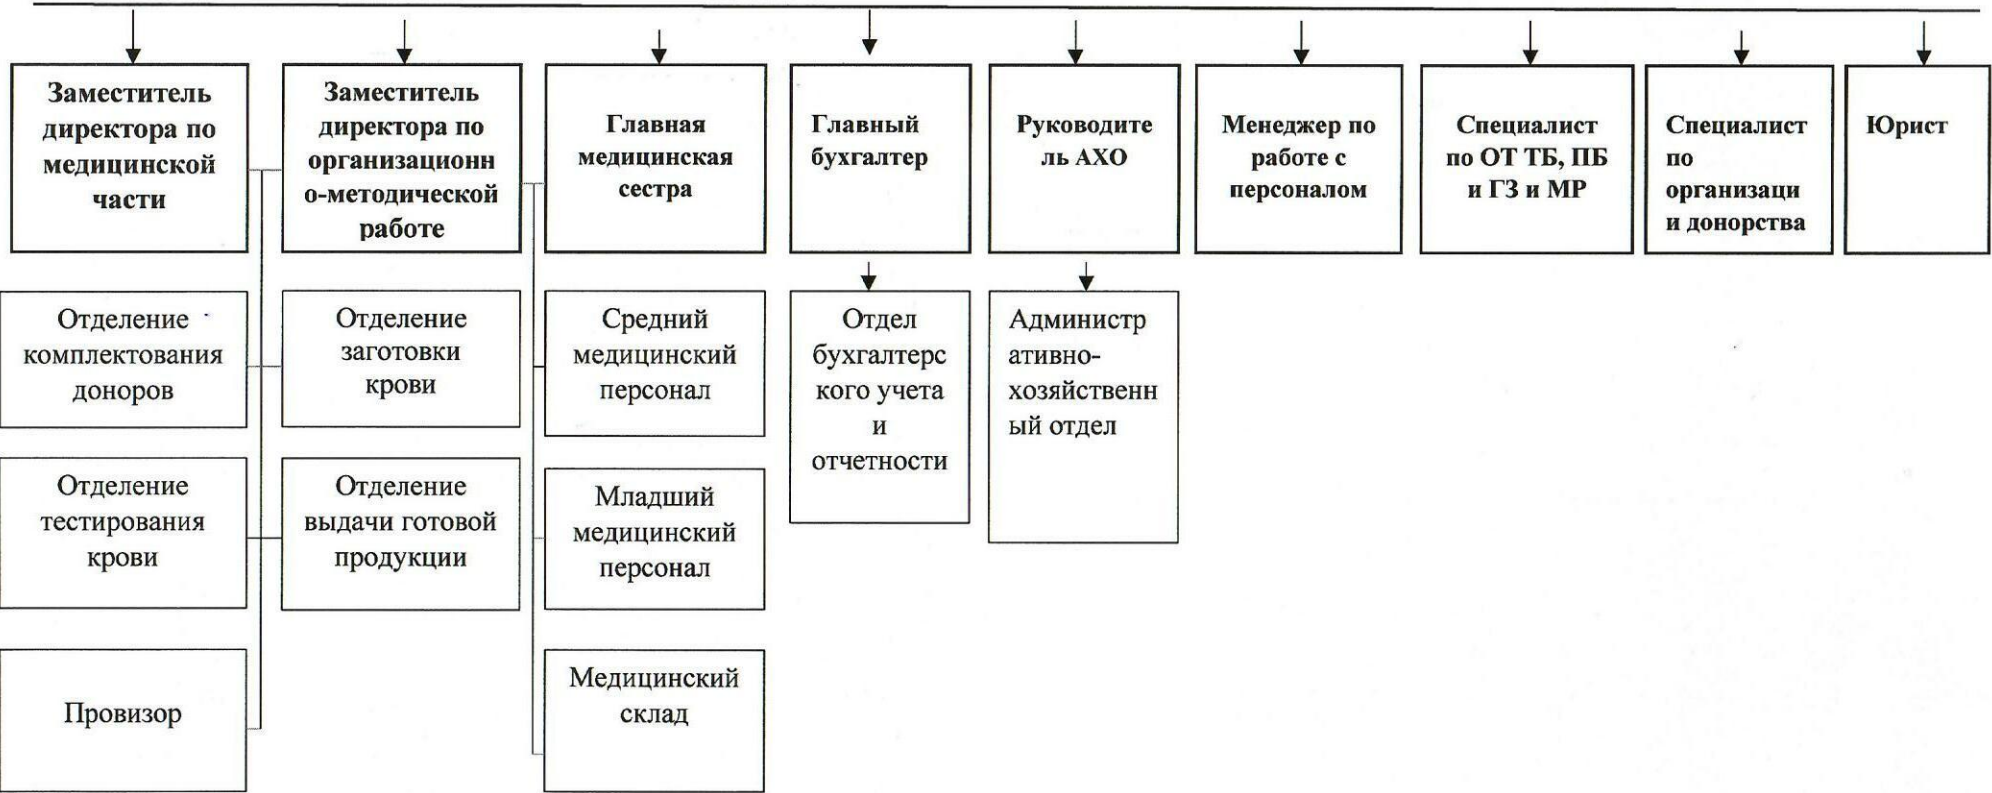 Заместитель
директора по
медицинской
части
Заместитель
директора по
организационн
о-методической
работе
Главная
медицинская
сестра
Главный
бухгалтер
Руководите
ль АХО
Менеджер по
работе с
персоналом
Специалист
по ОТ ТБ, ПБ
и ГЗ и МР
Специалист
по
организаци
и донорства
Юрист
Отделение
комплектования
доноров
Отделение
заготовки
крови
Средний
медицинский
персонал
Отдел
бухгалтерс
кого учета
и
отчетности
Администр
ативно-
хозяйственн
ый отдел
Отделение
тестирования
крови
Отделение
выдачи готовой
продукции
Младший
медицинский
персонал
Провизор
Медицинский
склад